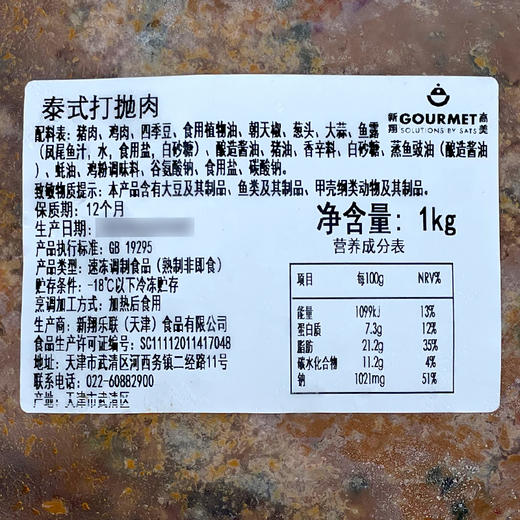 泰式打抛肉
新翔 GOURMET 高美
SOLUTIONS BY SATS
配料表：猪肉、鸡肉、四季豆、食用植物油、朝天椒、葱头、大蒜、鱼露
（凤尾鱼汁，水，食用盐，白砂糖）、酿造酱油、猪油、香辛料、白砂糖、蒸鱼豉油（酿造酱油
）、蚝油、鸡粉调味料、谷氨酸钠、食用盐、碳酸钠。
致敏物质提示：本产品含有大豆及其制品、鱼类及其制品、甲壳纲类动物及其制品。
保质期：12个月
生产日期：
产品执行标准：GB 19295
产品类型：速冻调制食品（熟制非即食）
贮存条件：-18℃以下冷冻贮存
烹调加工方式：加热后食用
生产商：新翔乐联（天津）食品有限公司
食品生产许可证编号：SC11112011417048
地址：天津市武清区河西务镇二经路11号
联系电话：022-60882900
产地：天津市武清区
净含量：1kg
营养成分表
项目 每100g NRV%
能量 1099kJ 13%
蛋白质 7.3g 12%
脂肪 21.2g 35%
碳水化合物 11.2g 4%
钠 1021mg 51%